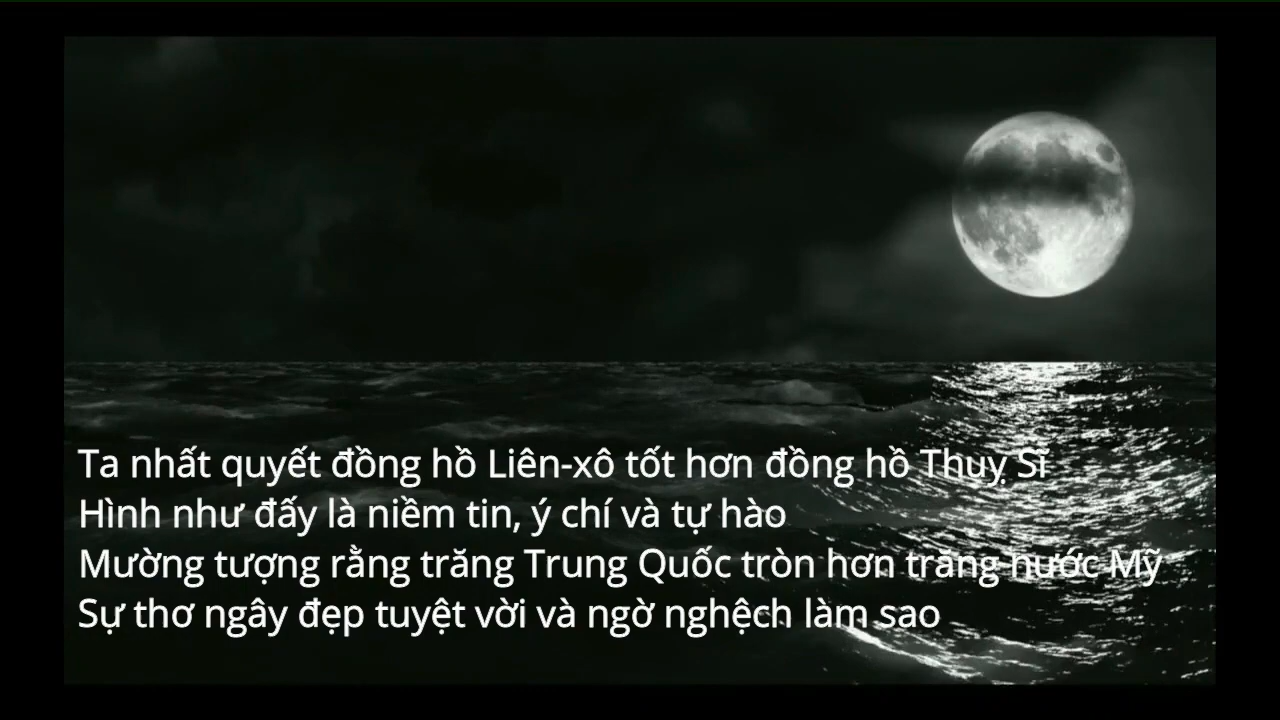 Ta nhất quyết đồng hồ Liên-xô tốt hơn đồng hồ Thuỵ Sĩ
Hình như đấy là niềm tin, ý chí và tự hào
Mường tượng rằng trăng Trung Quốc tròn hơn trăng nước Mỹ
Sự thơ ngây đẹp tuyệt vời và ngờ nghệch làm sao